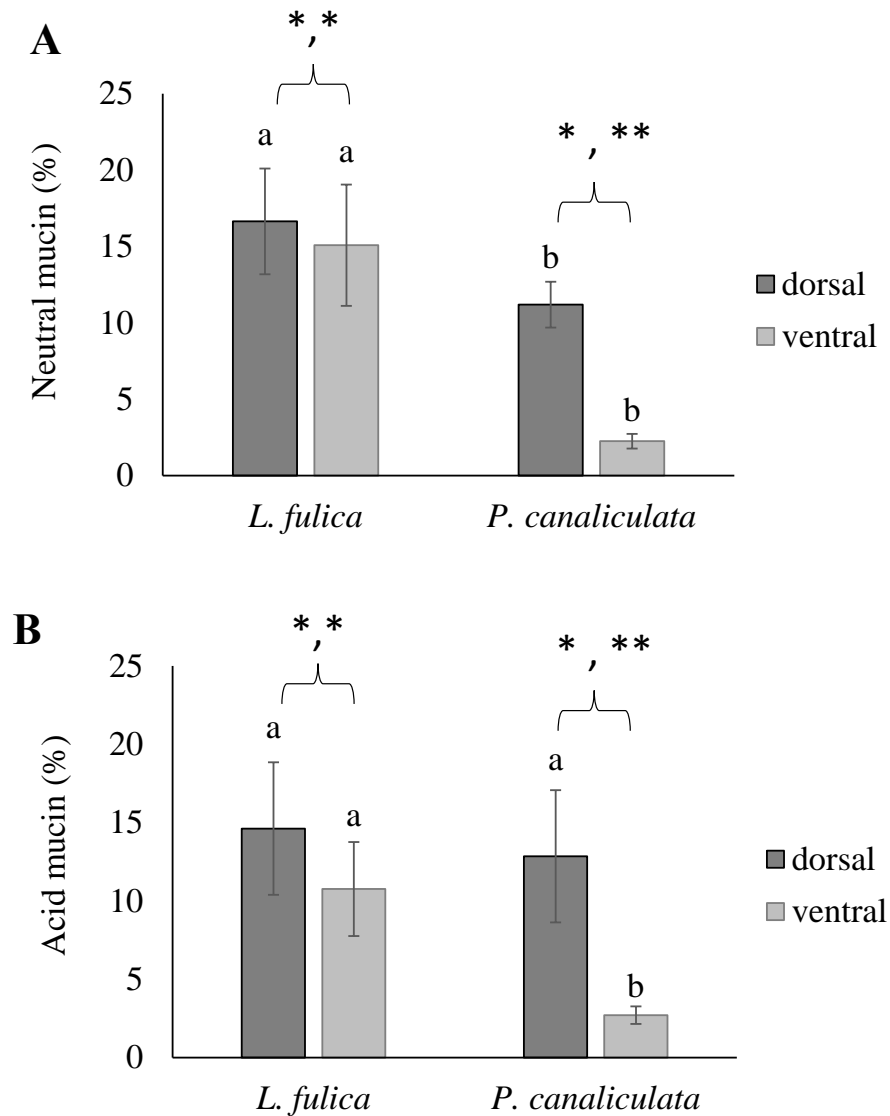 A
*,*
* , **
Neutral mucin (%)
25
20
15
10
5
0
a
a
b
b
dorsal
ventral
L. fulica
P. canaliculata
B
*,*
* , **
Acid mucin (%)
25
20
15
10
5
0
a
a
a
b
dorsal
ventral
L. fulica
P. canaliculata